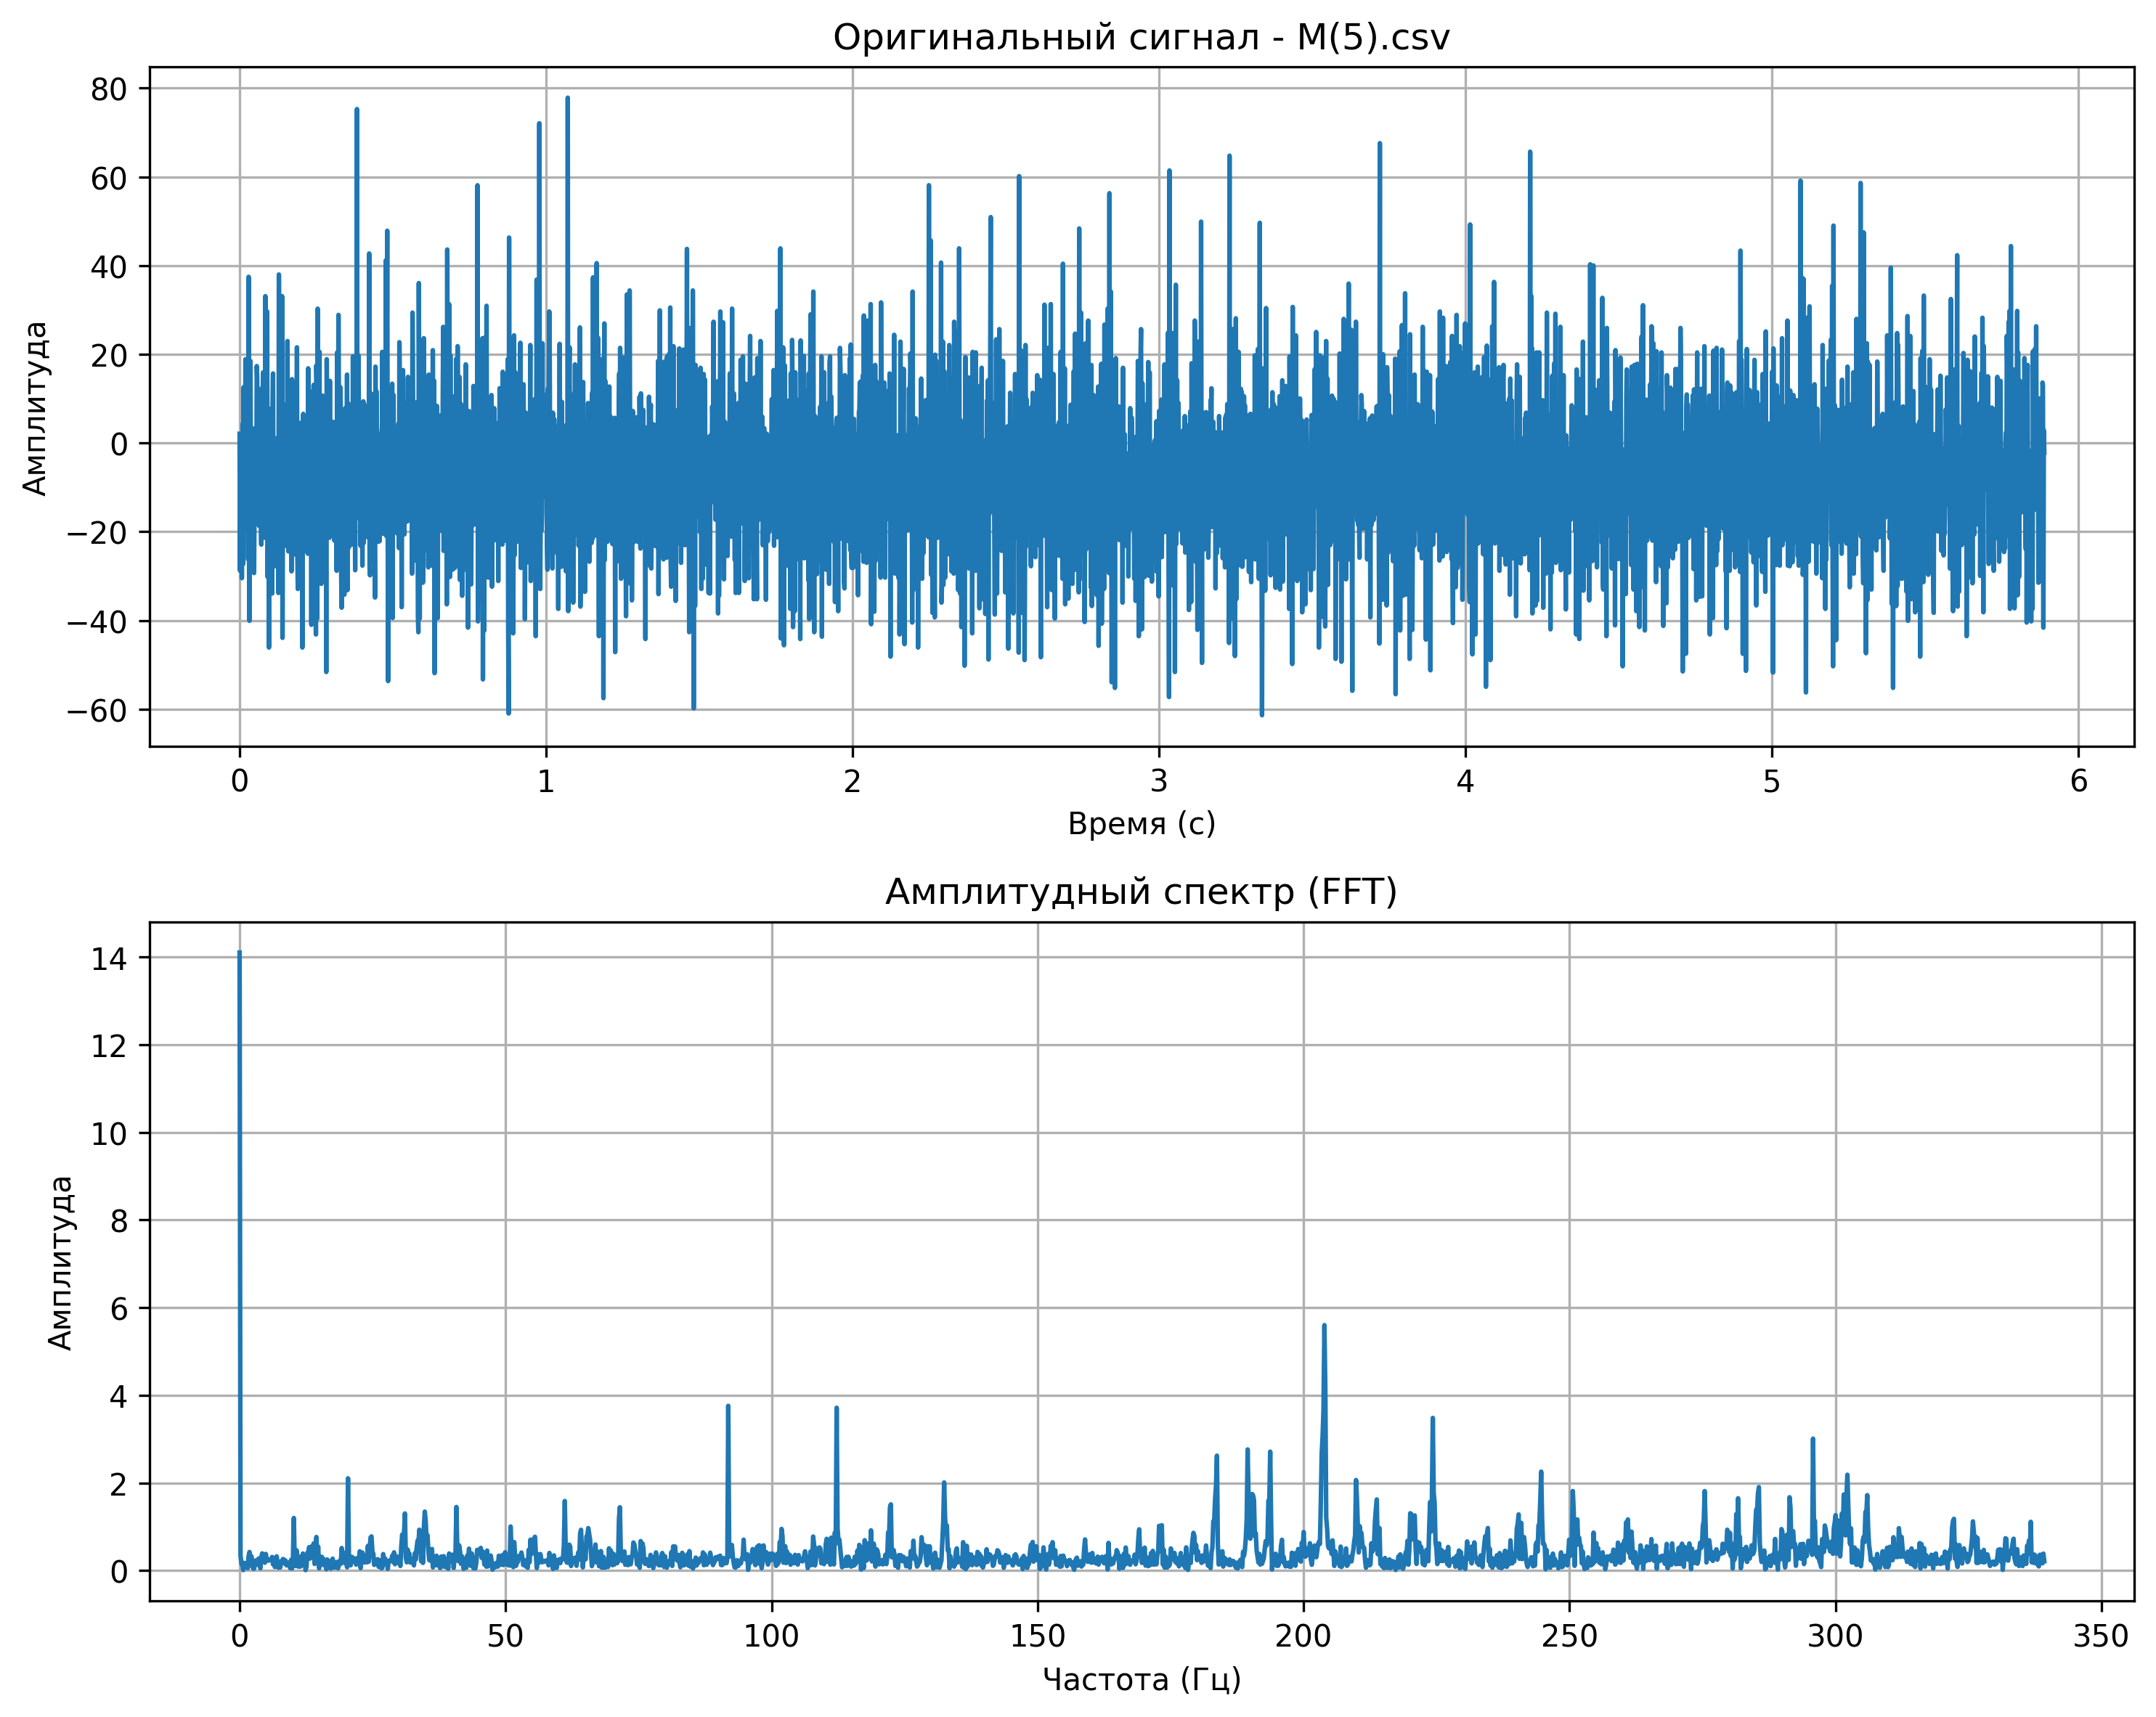 Оригинальный сигнал - M(5).csv
Амплитуда
80
60
40
20
0
−20
−40
−60
0 1 2 3 4 5 6
Время (с)
Амплитудный спектр (FFT)
Амплитуда
14
12
10
8
6
4
2
0
0 50 100 150 200 250 300 350
Частота (Гц)